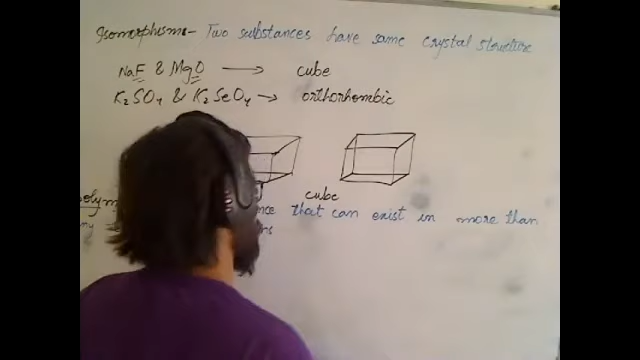 Isomorphism - Two substances have same crystal structure
NaF & MgO → cube
K₂SO₄ & K₂SeO₄ → orthorhombic
cube
that can exist in more than